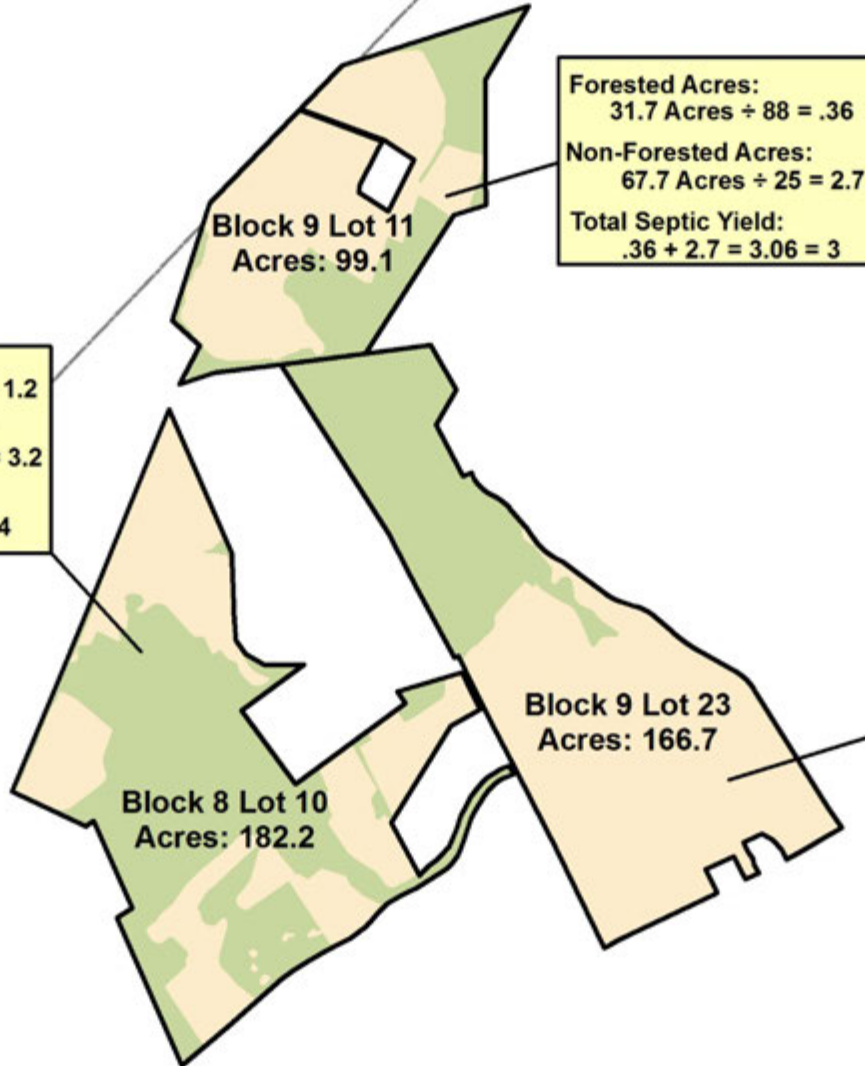 Forested Acres:
31.7 Acres ÷ 88 = .36
Non-Forested Acres:
67.7 Acres ÷ 25 = 2.7
Total Septic Yield:
.36 + 2.7 = 3.06 = 3
Block 9 Lot 11
Acres: 99.1
1.2
3.2
4
Block 9 Lot 23
Acres: 166.7
Block 8 Lot 10
Acres: 182.2